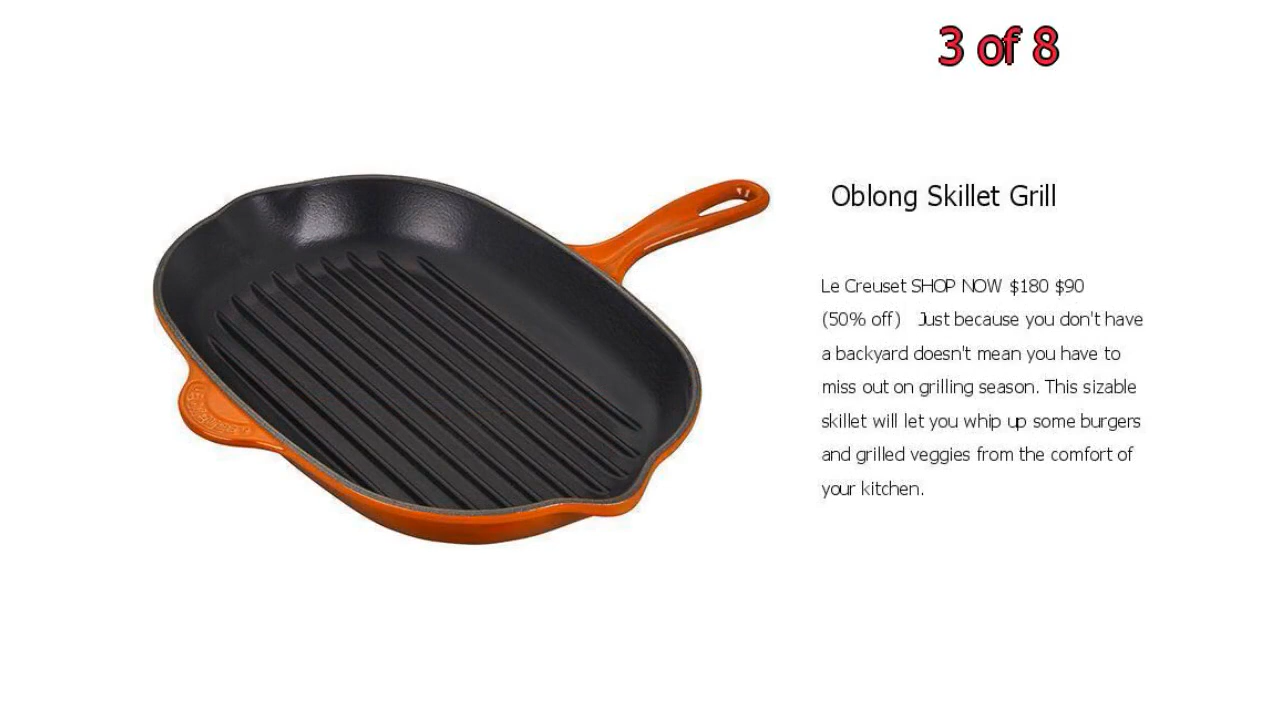 3 of 8
Oblong Skillet Grill
Le Creuset SHOP NOW $180 $90
(50% off) Just because you don't have
a backyard doesn't mean you have to
miss out on grilling season. This sizable
skillet will let you whip up some burgers
and grilled veggies from the comfort of
your kitchen.